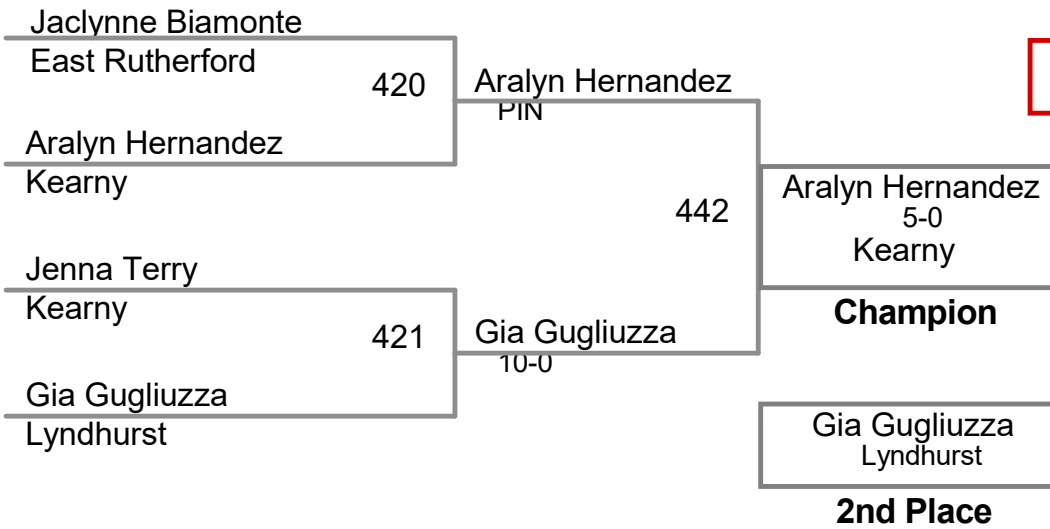 Jaclynne Biamonte
East Rutherford
420
Aralyn Hernandez
PIN
Aralyn Hernandez
Kearny
442
Aralyn Hernandez
5-0
Kearny
Champion
Jenna Terry
Kearny
421
Gia Gugliuzza
10-0
Gia Gugliuzza
Lyndhurst
Gia Gugliuzza
Lyndhurst
2nd Place